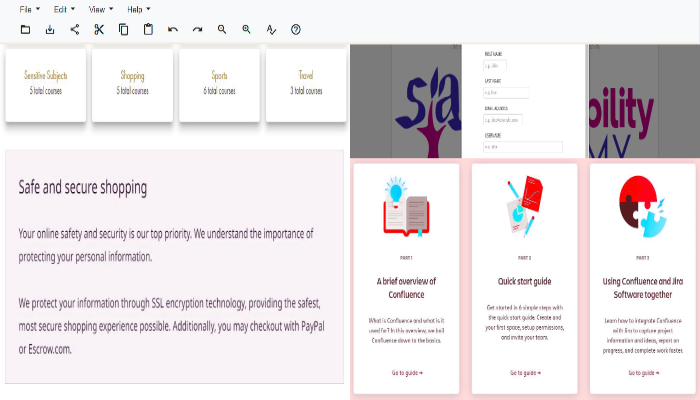 File Edit View Help
Sensitive Subjects
5 total courses
Shopping
5 total courses
Sports
6 total courses
Travel
3 total courses
Safe and secure shopping
Your online safety and security is our top priority. We understand the importance of
protecting your personal information.
We protect your information through SSL encryption technology, providing the safest,
most secure shopping experience possible. Additionally, you may checkout with PayPal
or Escrow.com.
FIRST NAME
LAST NAME
EMAIL ADDRESS
USERNAME
sia
bility
MY
PART 1
A brief overview of
Confluence
What is Confluence and what is it
used for? In this overview, we boil
Confluence down to the basics.
Go to guide →
PART 2
Quick start guide
Get started in 6 simple steps with
the quick start guide. Create and
your first space, setup permissions,
and invite your team.
Go to guide →
PART 3
Using Confluence and Jira
Software together
Learn how to integrate Confluence
with Jira to capture project
information and ideas, report on
progress, and complete work faster.
Go to guide →